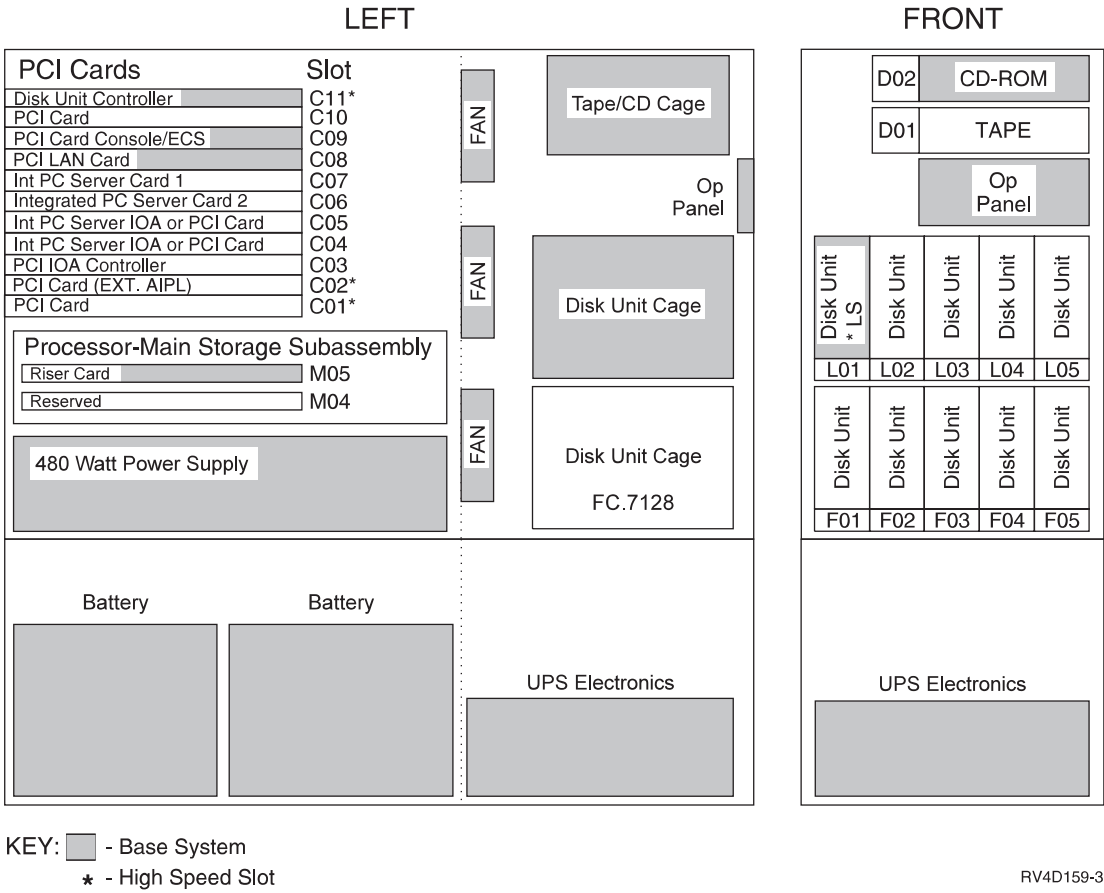 LEFT
FRONT
PCI Cards Slot
Disk Unit Controller C11*
PCI Card C10
PCI Card Console/ECS C09
PCI LAN Card C08
Int PC Server Card 1 C07
Integrated PC Server Card 2 C06
Int PC Server IOA or PCI Card C05
Int PC Server IOA or PCI Card C04
PCI IOA Controller C03
PCI Card (EXT. AIPL) C02*
PCI Card C01*
Processor-Main Storage Subassembly
Riser Card M05
Reserved M04
480 Watt Power Supply
FAN
FAN
FAN
Tape/CD Cage
Op
Panel
Disk Unit Cage
Disk Unit Cage
FC.7128
Battery
Battery
UPS Electronics
D02 CD-ROM
D01 TAPE
Op
Panel
Disk Unit
* LS
Disk Unit
Disk Unit
Disk Unit
Disk Unit
L01 L02 L03 L04 L05
Disk Unit
Disk Unit
Disk Unit
Disk Unit
Disk Unit
F01 F02 F03 F04 F05
UPS Electronics
KEY: - Base System
* - High Speed Slot
RV4D159-3